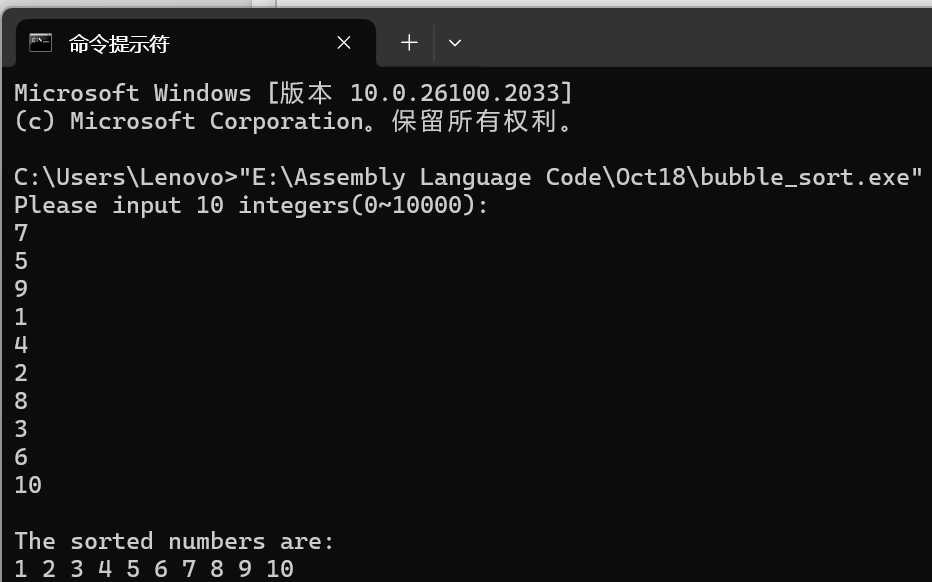 命令提示符
Microsoft Windows [版本 10.0.26100.2033]
(c) Microsoft Corporation。保留所有权利。
C:\Users\Lenovo>"E:\Assembly Language Code\Oct18\bubble_sort.exe"
Please input 10 integers(0~10000):
7
5
9
1
4
2
8
3
6
10
The sorted numbers are:
1 2 3 4 5 6 7 8 9 10